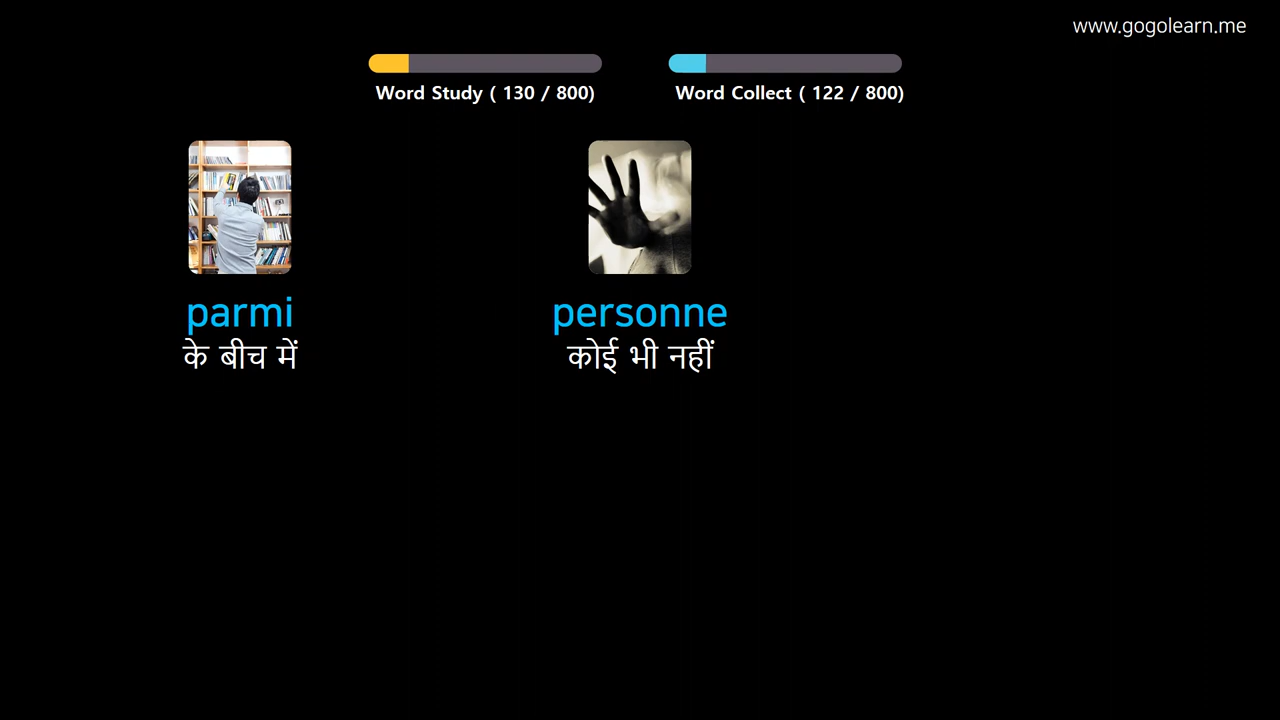 www.gogolearn.me
Word Study ( 130 / 800)
Word Collect ( 122 / 800)
parmi
के बीच में
personne
कोई भी नहीं